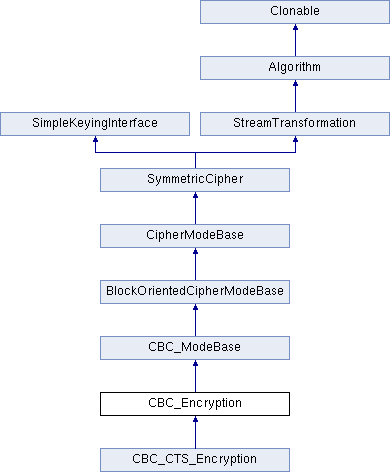 Clonable
Algorithm
SimpleKeyingInterface
StreamTransformation
SymmetricCipher
CipherModeBase
BlockOrientedCipherModeBase
CBC_ModeBase
CBC_Encryption
CBC_CTS_Encryption